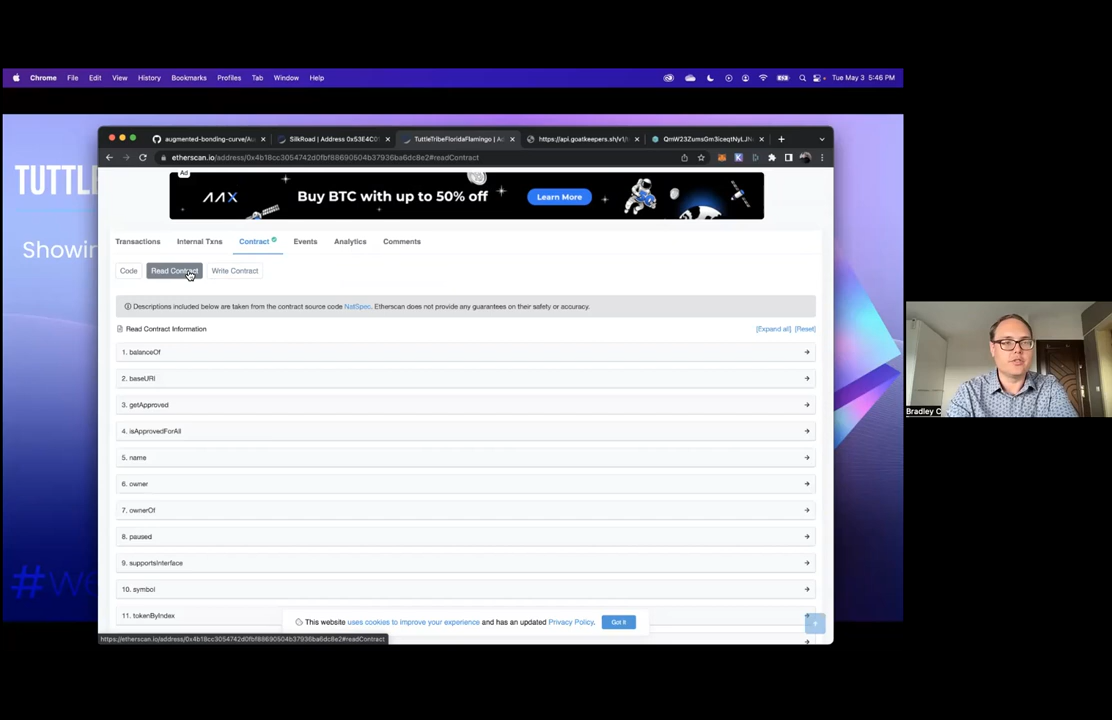 Chrome File Edit View History Bookmarks Profiles Tab Window Help Tue May 3 5:46 PM
augmented-bonding-curve/Au
SilkRoad | Address 0x53E4C0
TuttleTribeFloridaFlamingo | A
https://api.goatkeepers.sh/v1/
etherscan.io/address/0x4b18cc3054742d0fbf88690504b37936ba6dc8e2#readContract
TUTTLE
Showin
#we
Ad
AAX Buy BTC with up to 50% off Learn More
Transactions Internal Txns Contract Events Analytics Comments
Code Read Contract Write Contract
Descriptions included below are taken from the contract source code NatSpec. Etherscan does not provide any guarantees on their safety or accuracy.
Read Contract Information [Expand all] [Reset]
1. balanceOf
2. baseURI
3. getApproved
4. isApprovedForAll
5. name
6. owner
7. ownerOf
8. paused
9. supportsInterface
10. symbol
11. tokenByIndex
This website uses cookies to improve your experience and has an updated Privacy Policy. Got It
https://etherscan.io/address/0x4b18cc3054742d0fbf88690504b37936ba6dc8e2#readContract
Bradley C